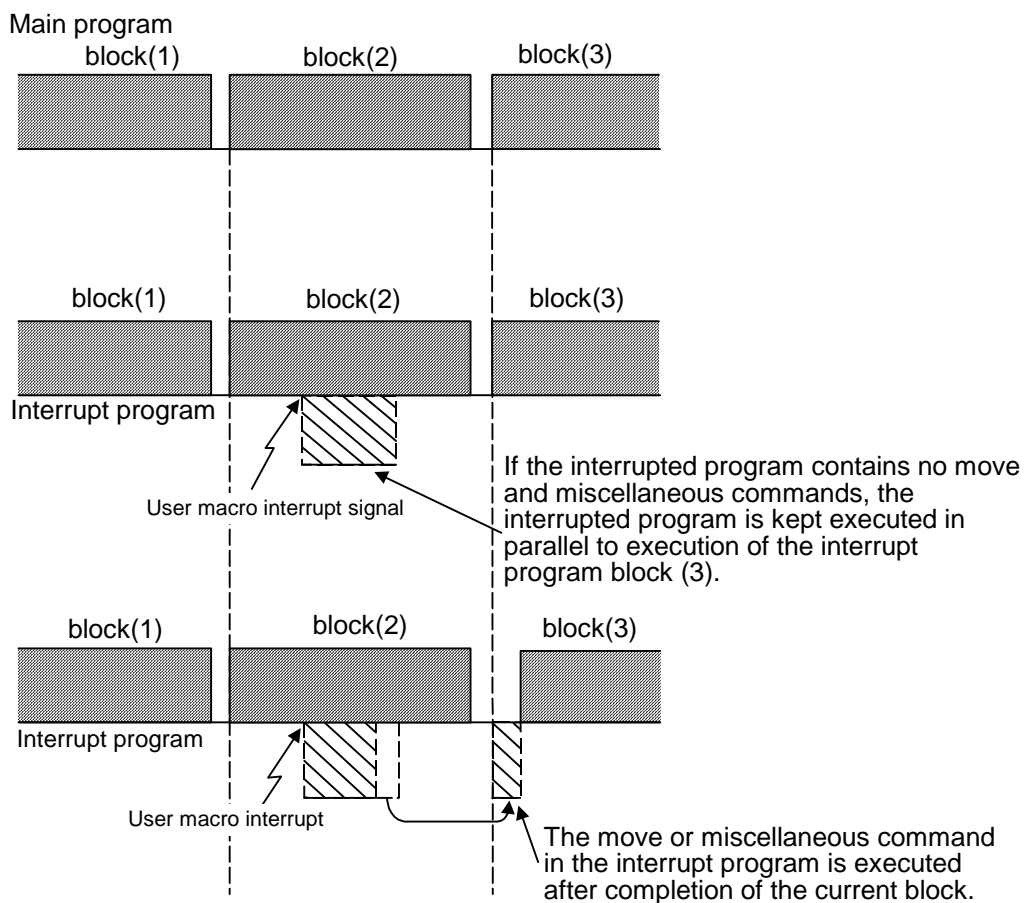 Main program
block(1) block(2) block(3)
block(1) block(2) block(3)
Interrupt program
User macro interrupt signal
If the interrupted program contains no move
and miscellaneous commands, the
interrupted program is kept executed in
parallel to execution of the interrupt
program block (3).
block(1) block(2) block(3)
Interrupt program
User macro interrupt
The move or miscellaneous command
in the interrupt program is executed
after completion of the current block.